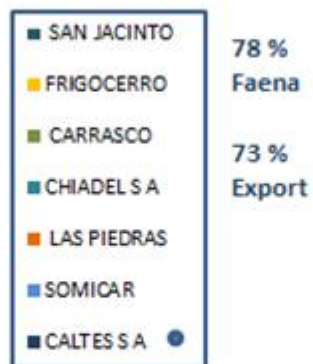 SAN JACINTO
FRIGOCERRO
CARRASCO
CHIADEL S A
LAS PIEDRAS
SOMICAR
CALTES S A
78 %
Faena
73 %
Export